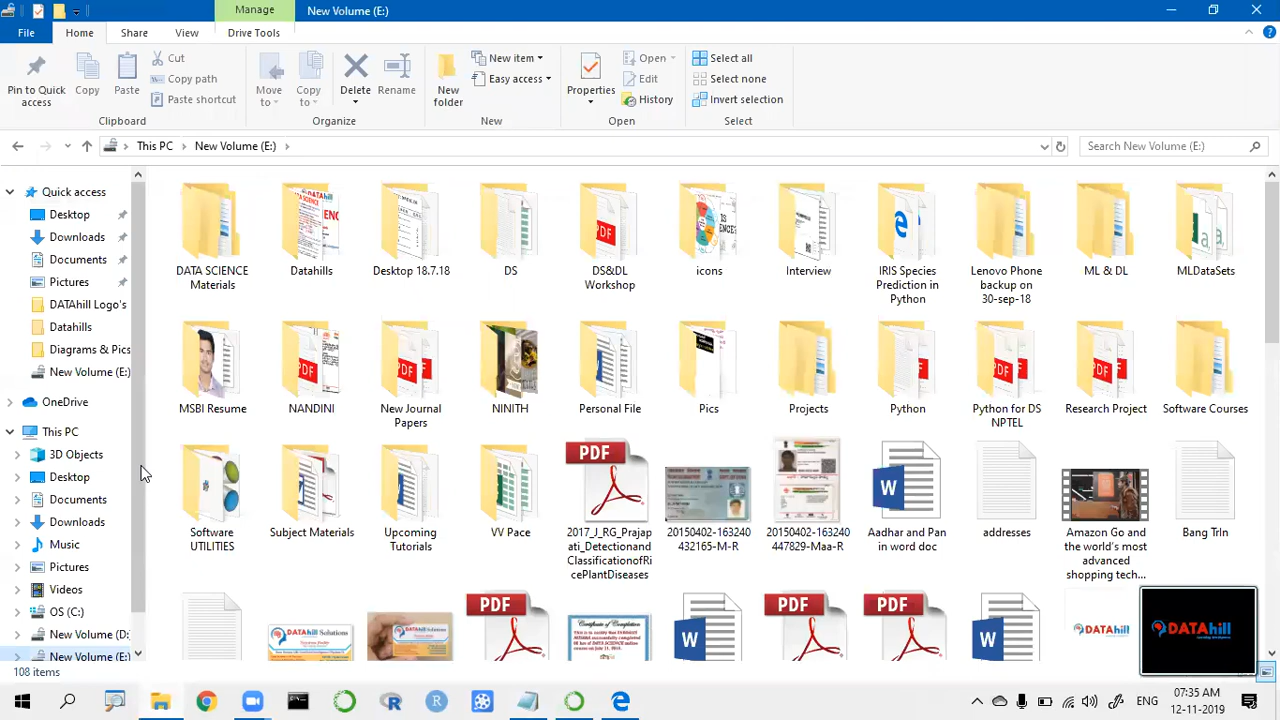 Manage
New Volume (E:)
File
Home
Share
View
Drive Tools
Pin to Quick access
Copy
Paste
Cut
Copy path
Paste shortcut
Move to
Copy to
Delete
Rename
New folder
New item
Easy access
Properties
Open
Edit
History
Select all
Select none
Invert selection
Clipboard
Organize
New
Open
Select
This PC
New Volume (E:)
Search New Volume (E:)
Quick access
Desktop
Downloads
Documents
Pictures
DATAhill Logo's
Datahills
Diagrams & Pics
New Volume (E:)
OneDrive
This PC
3D Objects
Desktop
Documents
Downloads
Music
Pictures
Videos
OS (C:)
New Volume (D:
New Volume (E:)
DATA SCIENCE Materials
Datahills
Desktop 18.7.18
DS
DS&DL Workshop
icons
Interview
IRIS Species Prediction in Python
Lenovo Phone backup on 30-sep-18
ML & DL
MLDataSets
MSBI Resume
NANDINI
New Journal Papers
NINITH
Personal File
Pics
Projects
Python
Python for DS NPTEL
Research Project
Software Courses
Software UTILITIES
Subject Materials
Upcoming Tutorials
VV Pace
2017_J_RG_Prajap
ati_Detectionand
ClassificationofRi
cePlantDiseases
20150402-163240
432165-M-R
20150402-163240
447829-Maa-R
Aadhar and Pan in word doc
addresses
Amazon Go and the world's most advanced shopping tech...
Bang TrIn
PDF
PDF
PDF
PDF
DATAhill Solutions
Certificate of Completion
DATAhill
DATAhill
108 items
ENG
07:35 AM
12-11-2019